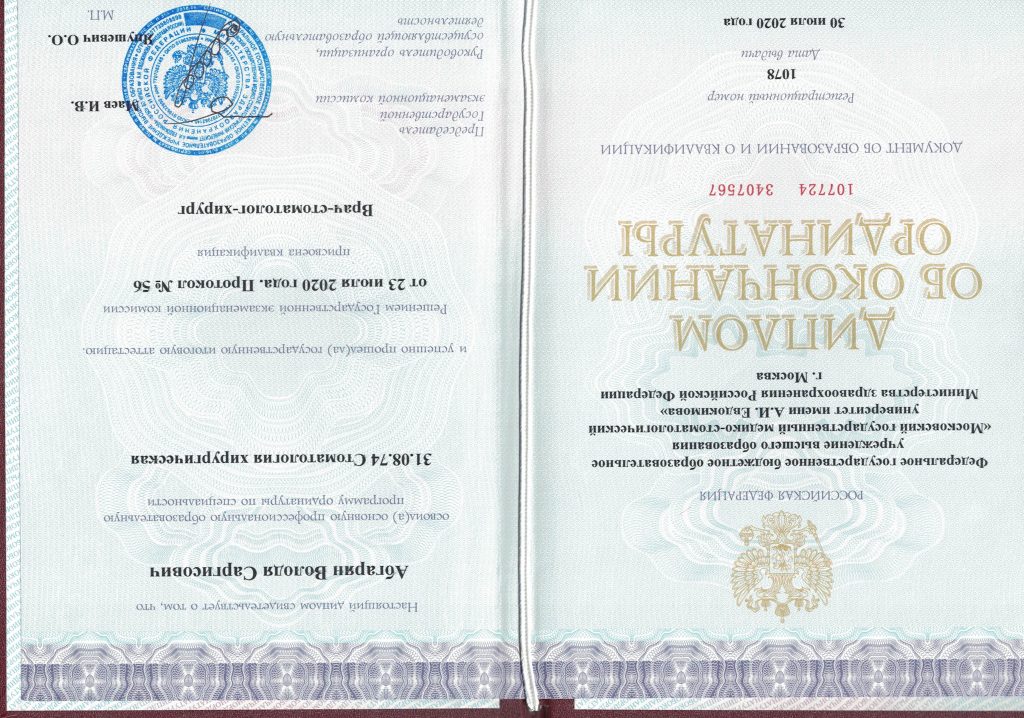 РОССИЙСКАЯ ФЕДЕРАЦИЯ
Федеральное государственное бюджетное образовательное
учреждение высшего образования
«Московский государственный медико-стоматологический
университет имени А.И. Евдокимова»
Министерства здравоохранения Российской Федерации
г. Москва
ДИПЛОМ
ОБ ОКОНЧАНИИ
ОРДИНАТУРЫ
107724 3407567
ДОКУМЕНТ ОБ ОБРАЗОВАНИИ И О КВАЛИФИКАЦИИ
Регистрационный номер
1078
Дата выдачи
30 июля 2020 года
Настоящий диплом свидетельствует о том, что
Абгарян Володя Саргисович
освоил(а) основную профессиональную образовательную
программу ординатуры по специальности
31.08.74 Стоматология хирургическая
и успешно прошел(а) государственную итоговую аттестацию.
Решением Государственной экзаменационной комиссии
от 23 июля 2020 года. Протокол № 56
присвоена квалификация
Врач-стоматолог-хирург
Председатель
Государственной
экзаменационной комиссии
Маев И.В.
Руководитель организации,
осуществляющей образовательную
деятельность
Янушевич О.О.
М.П.